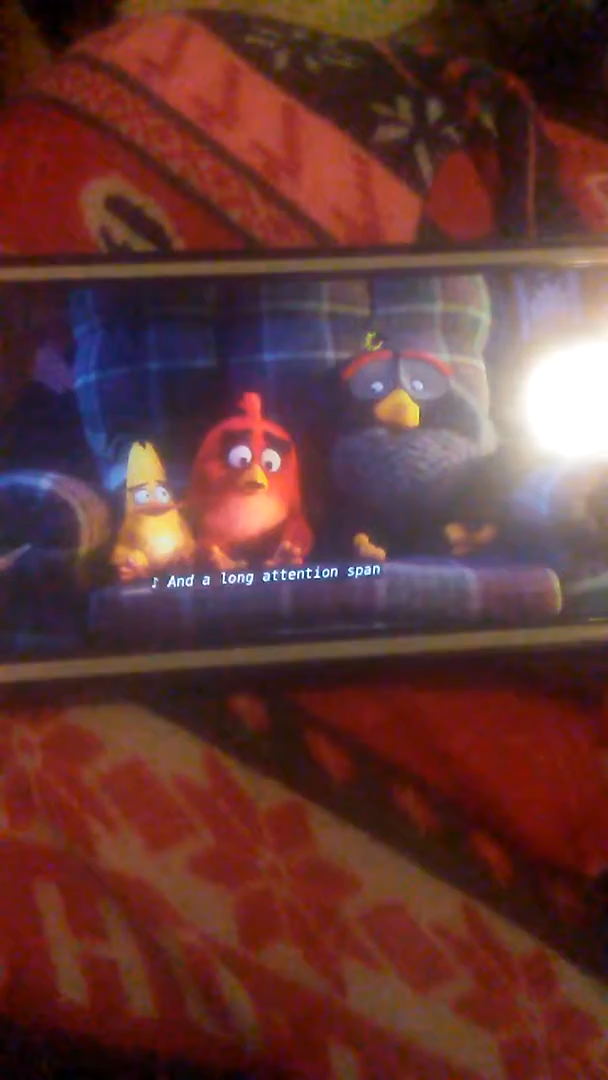 ♪ And a long attention span